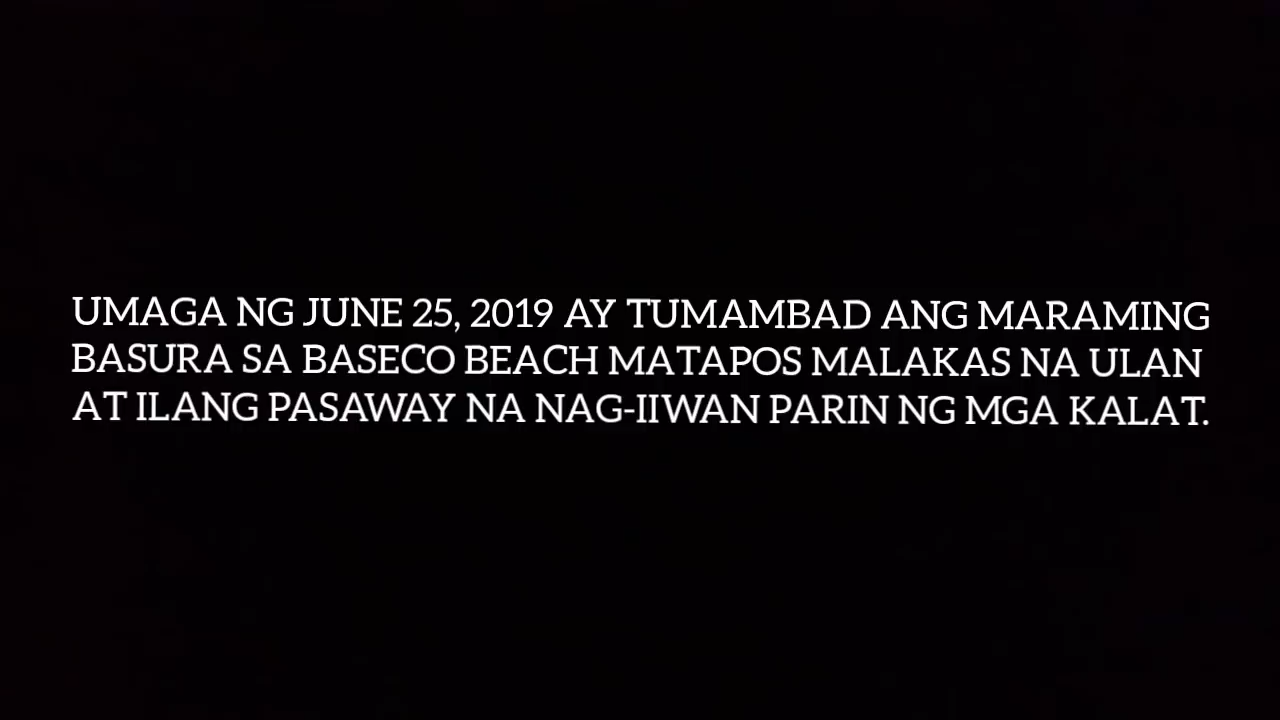 UMAGA NG JUNE 25, 2019 AY TUMAMBAD ANG MARAMING
BASURA SA BASECO BEACH MATAPOS MALAKAS NA ULAN
AT ILANG PASAWAY NA NAG-IIWAN PARIN NG MGA KALAT.